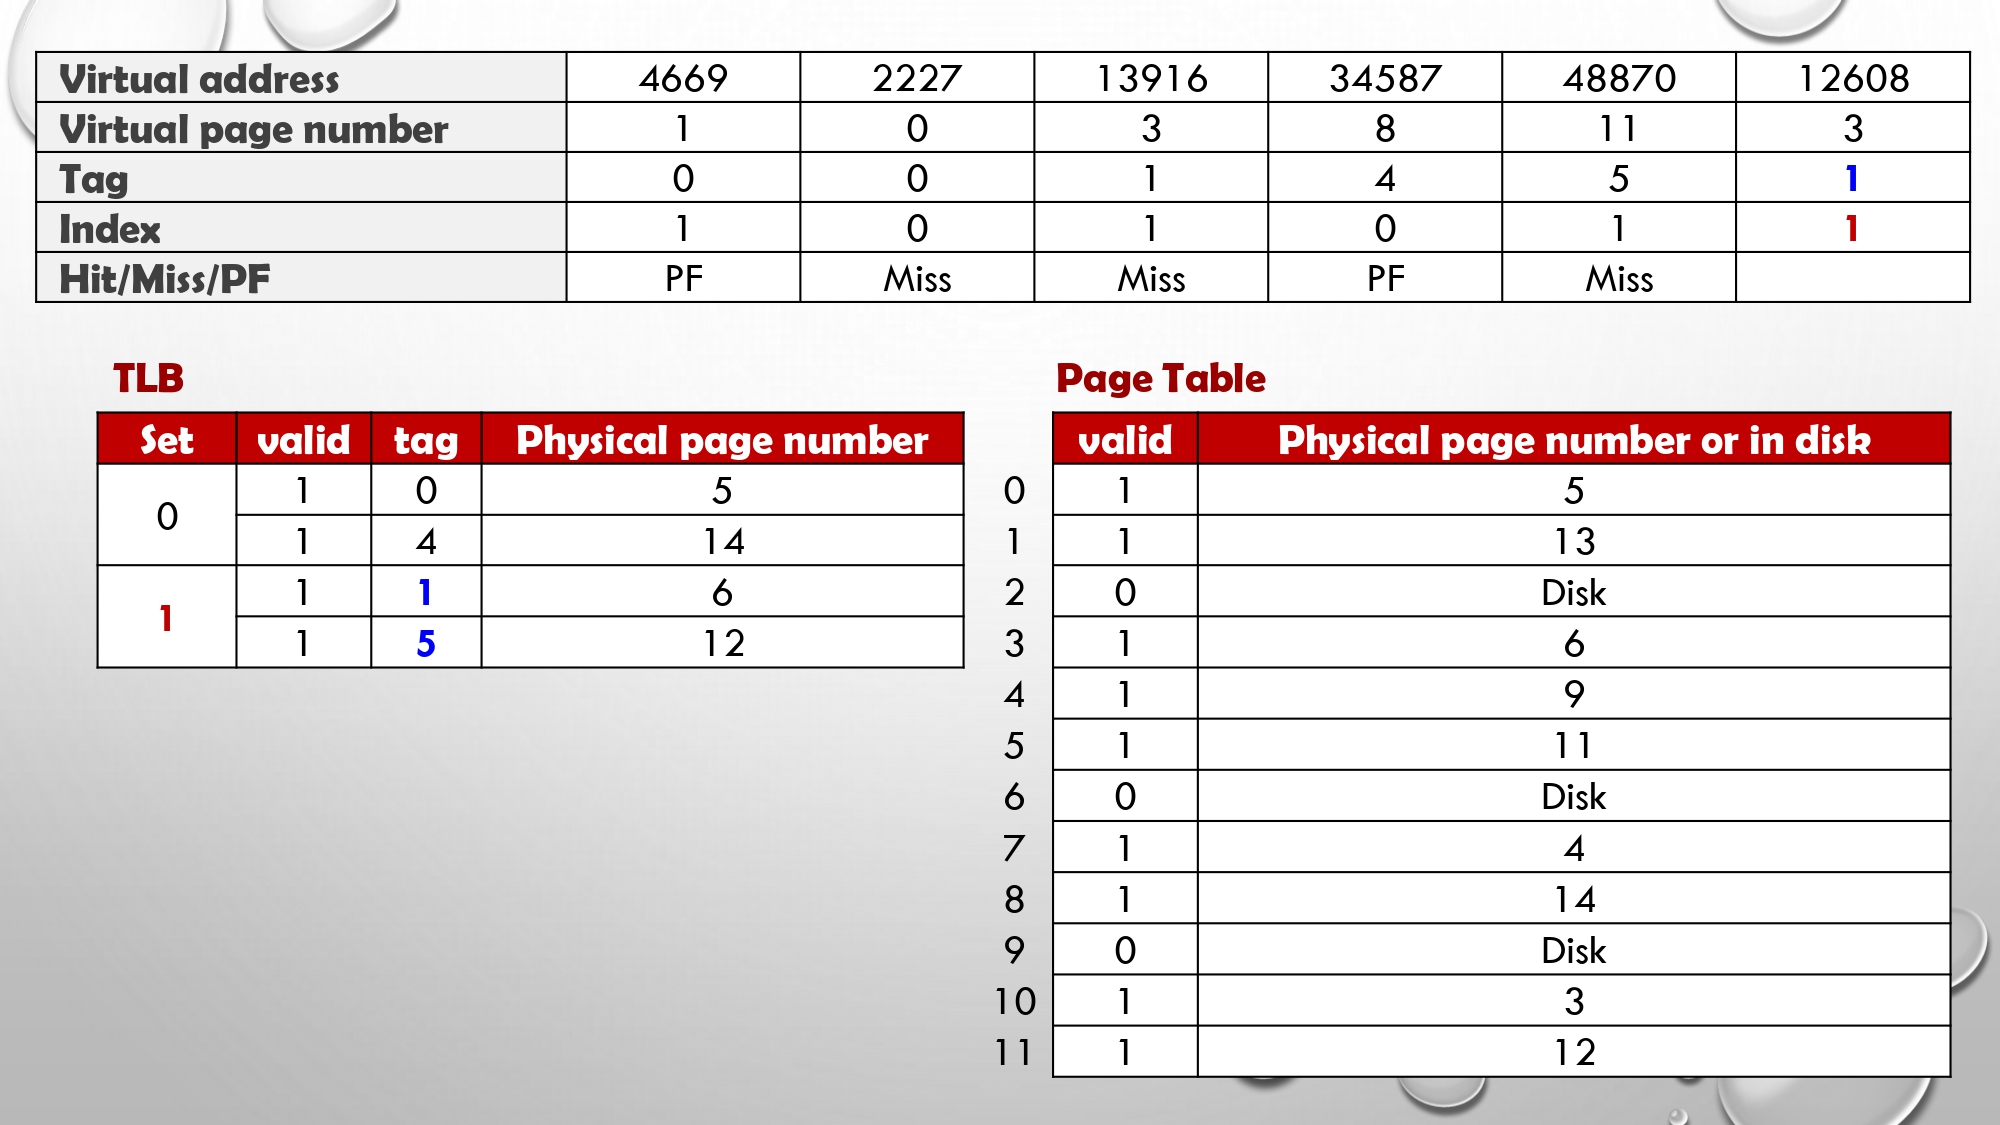 Virtual address 4669 2227 13916 34587 48870 12608
Virtual page number 1 0 3 8 11 3
Tag 0 0 1 4 5 1
Index 1 0 1 0 1 1
Hit/Miss/PF PF Miss Miss PF Miss
TLB
Set valid tag Physical page number
0 1 0 5
1 4 14
1 1 1 6
1 5 12
Page Table
valid Physical page number or in disk
0 1 5
1 1 13
2 0 Disk
3 1 6
4 1 9
5 1 11
6 0 Disk
7 1 4
8 1 14
9 0 Disk
10 1 3
11 1 12